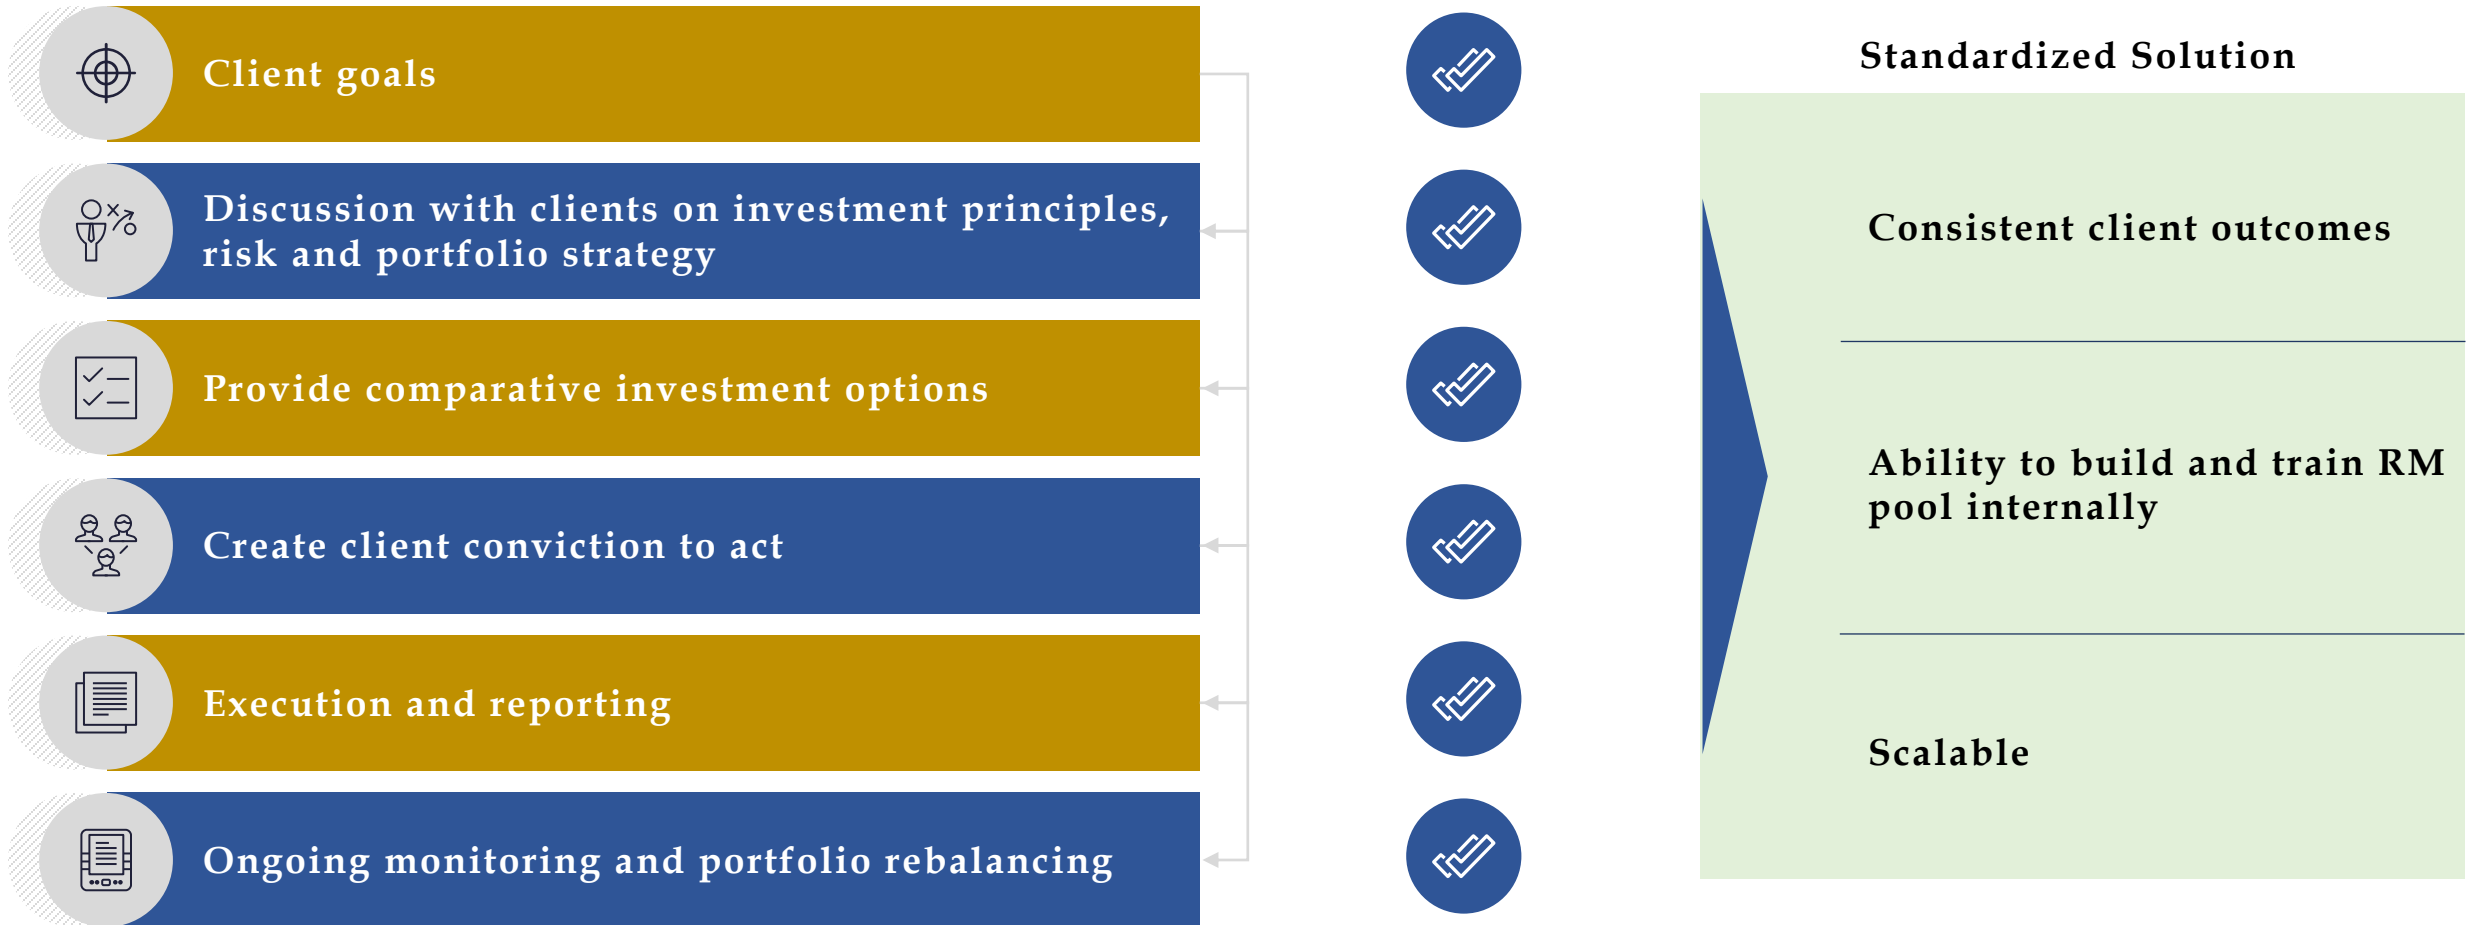 Client goals
Discussion with clients on investment principles,
risk and portfolio strategy
Provide comparative investment options
Create client conviction to act
Execution and reporting
Ongoing monitoring and portfolio rebalancing
Standardized Solution
Consistent client outcomes
Ability to build and train RM
pool internally
Scalable